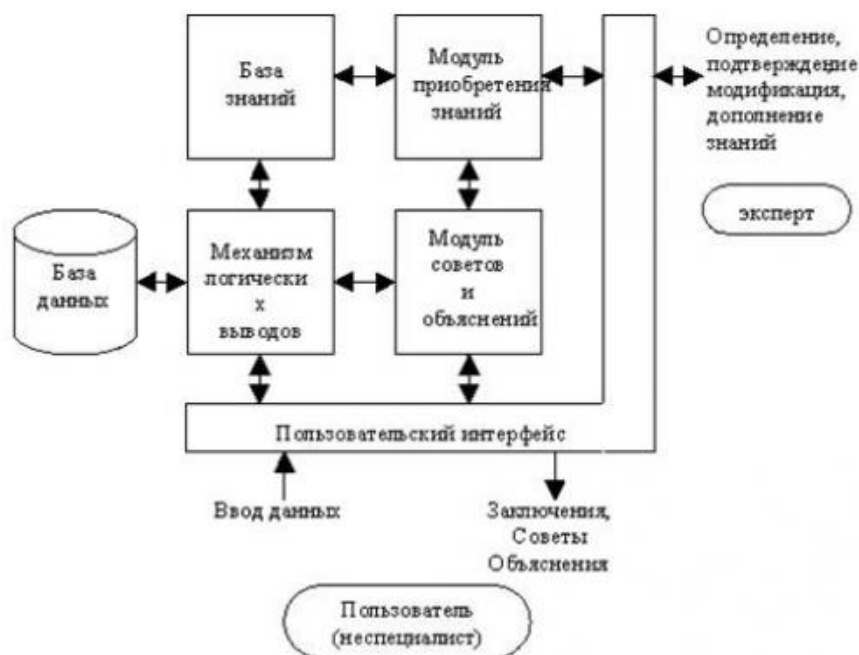 База
знаний
Модуль
приобретения
знаний
Определение,
подтверждение
модификация,
дополнение
знаний
эксперт
База
данных
Механизм
логически
х
выводов
Модуль
советов
и
объяснений
Пользовательский интерфейс
Ввод данных
Заключения,
Советы
Объяснения
Пользователь
(неспециалист)